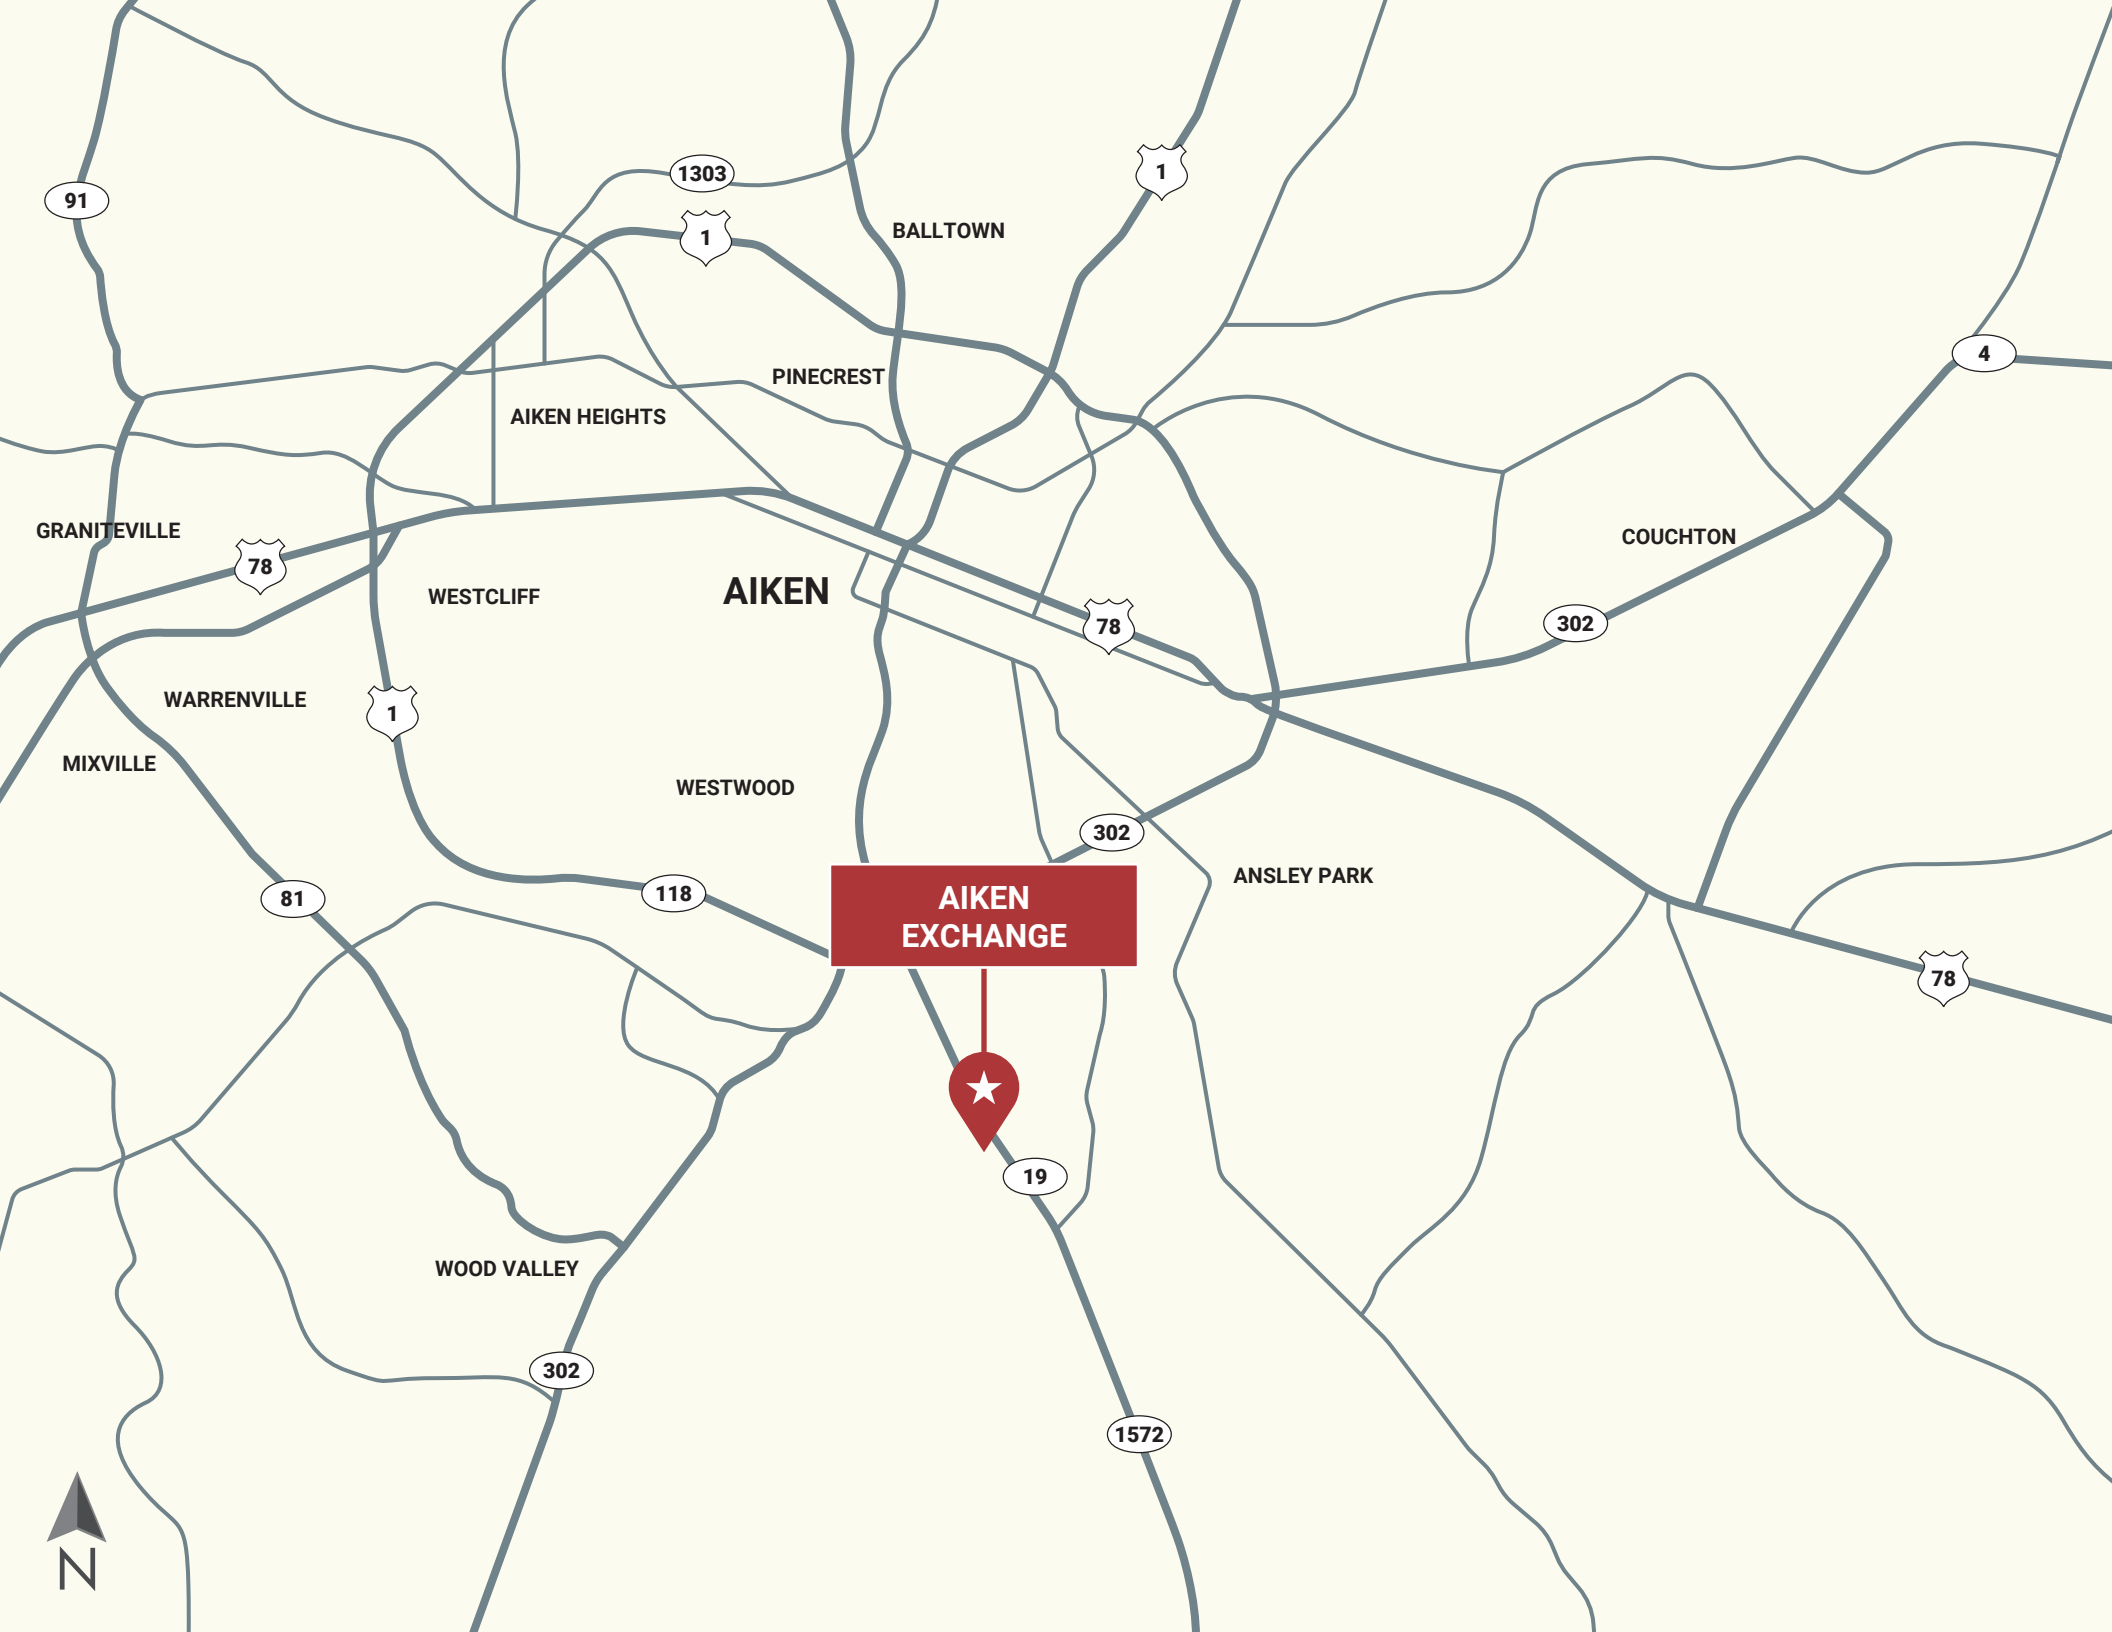 1303
1
91
1
BALLTOWN
4
PINECREST
AIKEN HEIGHTS
GRANITEVILLE
COUCHTON
78
AIKEN
WESTCLIFF
302
78
WARRENVILLE
1
MIXVILLE
WESTWOOD
302
ANSLEY PARK
118
81
AIKEN
EXCHANGE
78
19
WOOD VALLEY
302
1572
N